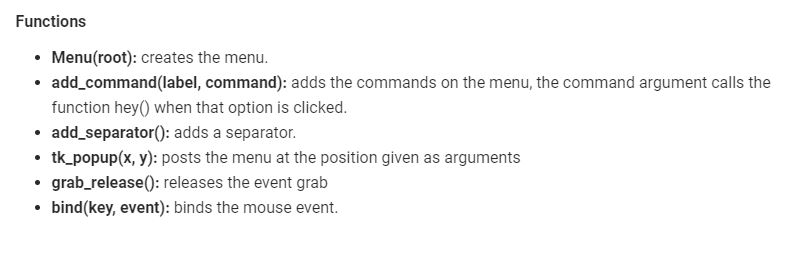 Functions
• Menu(root): creates the menu.
• add_command(label, command): adds the commands on the menu, the command argument calls the
function hey() when that option is clicked.
• add_separator(): adds a separator.
• tk_popup(x, y): posts the menu at the position given as arguments
• grab_release(): releases the event grab
• bind(key, event): binds the mouse event.